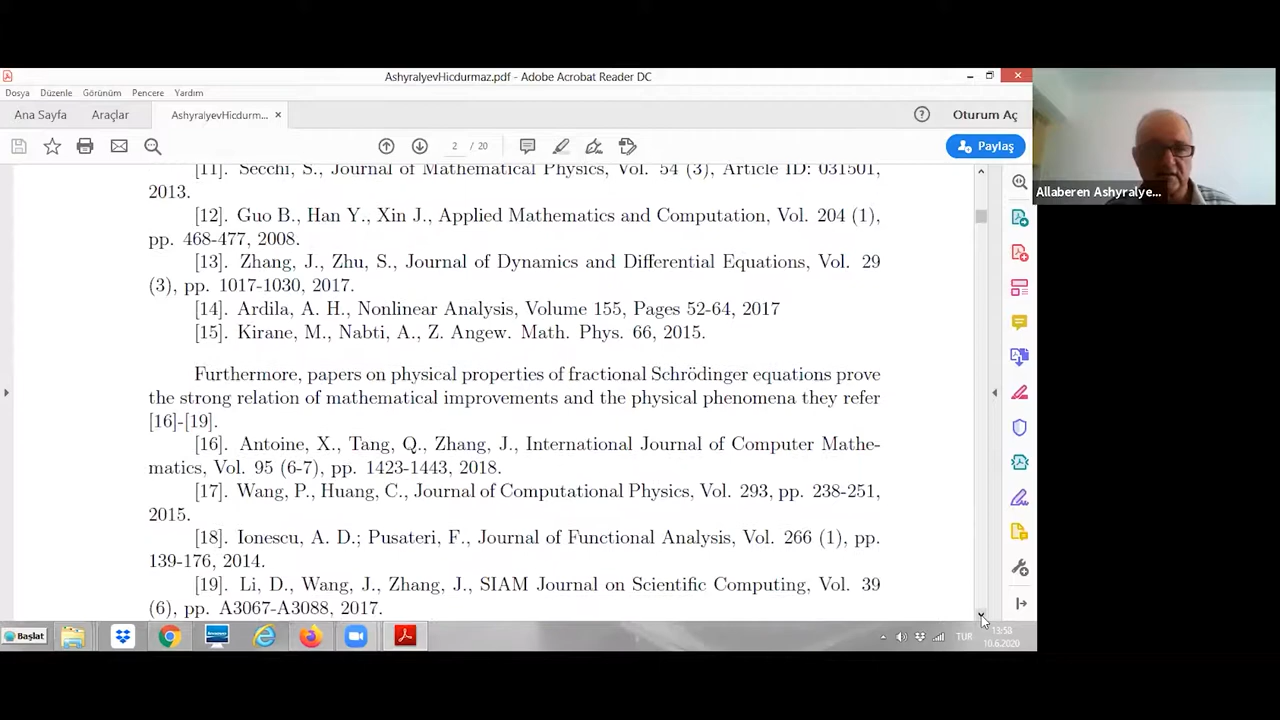 AshyralyevHicdurmaz.pdf - Adobe Acrobat Reader DC
Dosya Düzenle Görünüm Pencere Yardım
Ana Sayfa Araçlar AshyralyevHicdurm... × Oturum Aç
2 / 20 Paylaş
[11]. Secchi, S., Journal of Mathematical Physics, Vol. 54 (3), Article ID: 031501,
2013.
[12]. Guo B., Han Y., Xin J., Applied Mathematics and Computation, Vol. 204 (1),
pp. 468-477, 2008.
[13]. Zhang, J., Zhu, S., Journal of Dynamics and Differential Equations, Vol. 29
(3), pp. 1017-1030, 2017.
[14]. Ardila, A. H., Nonlinear Analysis, Volume 155, Pages 52-64, 2017
[15]. Kirane, M., Nabti, A., Z. Angew. Math. Phys. 66, 2015.
Furthermore, papers on physical properties of fractional Schrödinger equations prove
the strong relation of mathematical improvements and the physical phenomena they refer
[16]-[19].
[16]. Antoine, X., Tang, Q., Zhang, J., International Journal of Computer Mathe-
matics, Vol. 95 (6-7), pp. 1423-1443, 2018.
[17]. Wang, P., Huang, C., Journal of Computational Physics, Vol. 293, pp. 238-251,
2015.
[18]. Ionescu, A. D.; Pusateri, F., Journal of Functional Analysis, Vol. 266 (1), pp.
139-176, 2014.
[19]. Li, D., Wang, J., Zhang, J., SIAM Journal on Scientific Computing, Vol. 39
(6), pp. A3067-A3088, 2017.
Allaberen Ashyralye...
Başlat TUR 13:58
10.6.2020